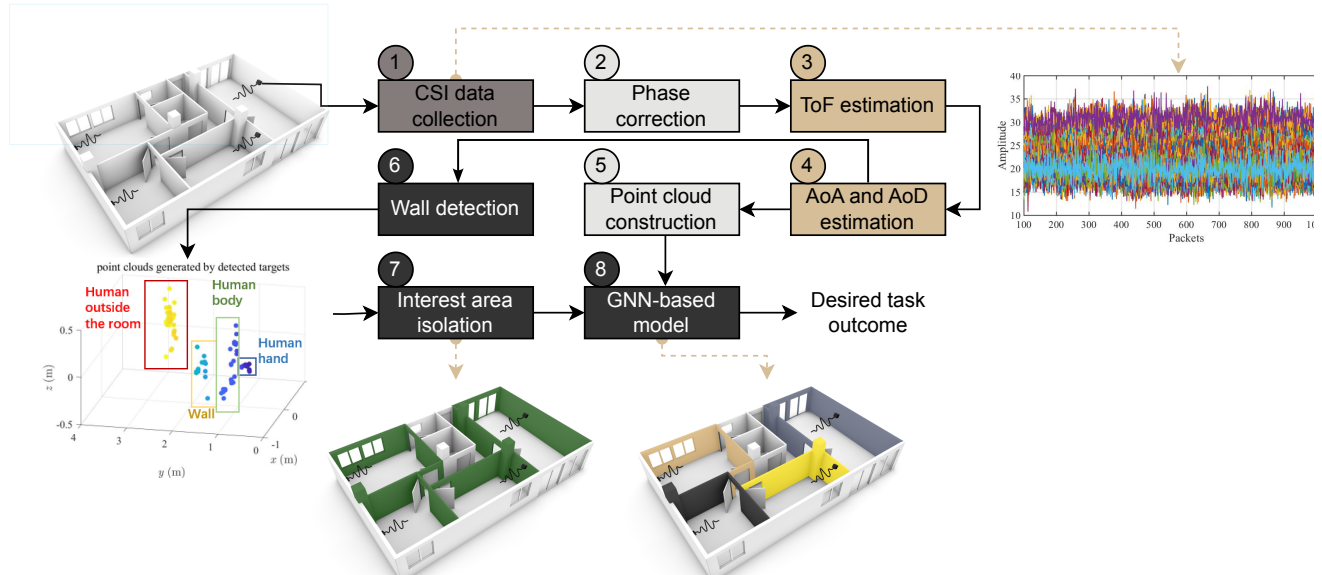 1
CSI data
collection
2
Phase
correction
3
ToF estimation
40
35
30
25
20
15
10
Amplitude
100
200
300
400
500
600
700
800
900
Packets
6
Wall detection
5
Point cloud
construction
4
AoA and AoD
estimation
point clouds generated by detected targets
Human
outside
the room
Human
body
Human
hand
Wall
0.5
0
-0.5
z (m)
4
3
2
1
0
y (m)
-1
0
x (m)
7
Interest area
isolation
8
GNN-based
model
Desired task
outcome